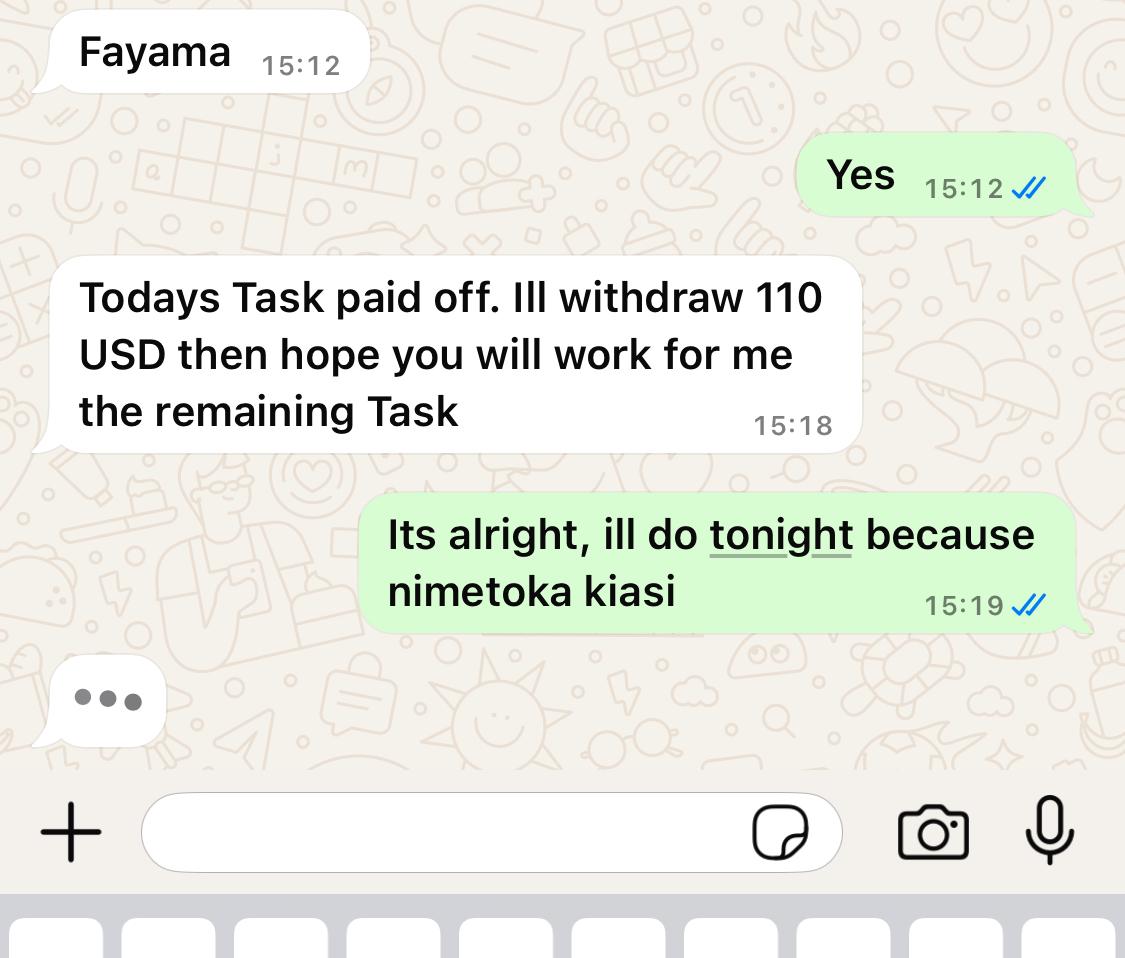 Fayama 15:12
Yes 15:12
Todays Task paid off. Ill withdraw 110
USD then hope you will work for me
the remaining Task 15:18
Its alright, ill do tonight because
nimetoka kiasi 15:19